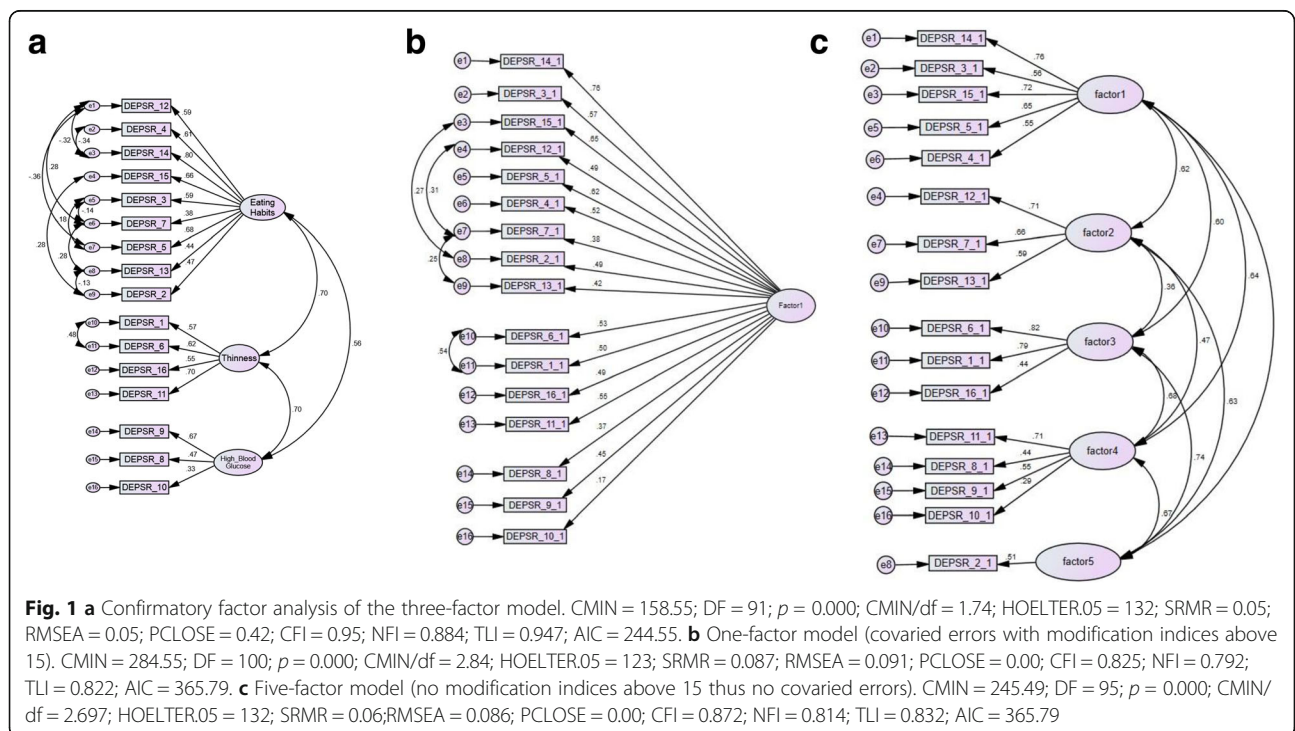 a
e1 DEPSR_12 .59
e2 DEPSR_4 .61
e3 DEPSR_14 .80
e4 DEPSR_15 .66
e5 DEPSR_3 .59
e6 DEPSR_7 .38
e7 DEPSR_5 .68
e8 DEPSR_13 .44
e9 DEPSR_2 .47
-.32
-.34
.28
-.36
-.14
.18
.28
.28
-.13
Eating
Habits
e10 DEPSR_1 .57
e11 DEPSR_6 .62
e12 DEPSR_16 .55
e13 DEPSR_11 .70
.48
Thinness
e14 DEPSR_9 .67
e15 DEPSR_8 .47
e16 DEPSR_10 .33
High_Blood
Glucose
.70
.56
.70
b
e1 DEPSR_14_1 .76
e2 DEPSR_3_1 .57
e3 DEPSR_15_1 .65
e4 DEPSR_12_1 .49
e5 DEPSR_5_1 .62
e6 DEPSR_4_1 .52
e7 DEPSR_7_1 .38
e8 DEPSR_2_1 .49
e9 DEPSR_13_1 .42
.27
.31
.25
e10 DEPSR_6_1 .53
e11 DEPSR_1_1 .50
e12 DEPSR_16_1 .49
e13 DEPSR_11_1 .55
.54
e14 DEPSR_8_1 .37
e15 DEPSR_9_1 .45
e16 DEPSR_10_1 .17
Factor1
c
e1 DEPSR_14_1 .76
e2 DEPSR_3_1 .56
e3 DEPSR_15_1 .72
e5 DEPSR_5_1 .65
e6 DEPSR_4_1 .55
factor1
e4 DEPSR_12_1 .71
e7 DEPSR_7_1 .66
e9 DEPSR_13_1 .59
factor2
e10 DEPSR_6_1 .82
e11 DEPSR_1_1 .79
e12 DEPSR_16_1 .44
factor3
e13 DEPSR_11_1 .71
e14 DEPSR_8_1 .44
e15 DEPSR_9_1 .55
e16 DEPSR_10_1 .29
factor4
e8 DEPSR_2_1 .51
factor5
.62
.60
.64
.36
.47
.63
.68
.74
.67
Fig. 1 a Confirmatory factor analysis of the three-factor model. CMIN = 158.55; DF = 91; p = 0.000; CMIN/df = 1.74; HOELTER.05 = 132; SRMR = 0.05;
RMSEA = 0.05; PCLOSE = 0.42; CFI = 0.95; NFI = 0.884; TLI = 0.947; AIC = 244.55. b One-factor model (covaried errors with modification indices above
15). CMIN = 284.55; DF = 100; p = 0.000; CMIN/df = 2.84; HOELTER.05 = 123; SRMR = 0.087; RMSEA = 0.091; PCLOSE = 0.00; CFI = 0.825; NFI = 0.792;
TLI = 0.822; AIC = 365.79. c Five-factor model (no modification indices above 15 thus no covaried errors). CMIN = 245.49; DF = 95; p = 0.000; CMIN/
df = 2.697; HOELTER.05 = 132; SRMR = 0.06;RMSEA = 0.086; PCLOSE = 0.00; CFI = 0.872; NFI = 0.814; TLI = 0.832; AIC = 365.79